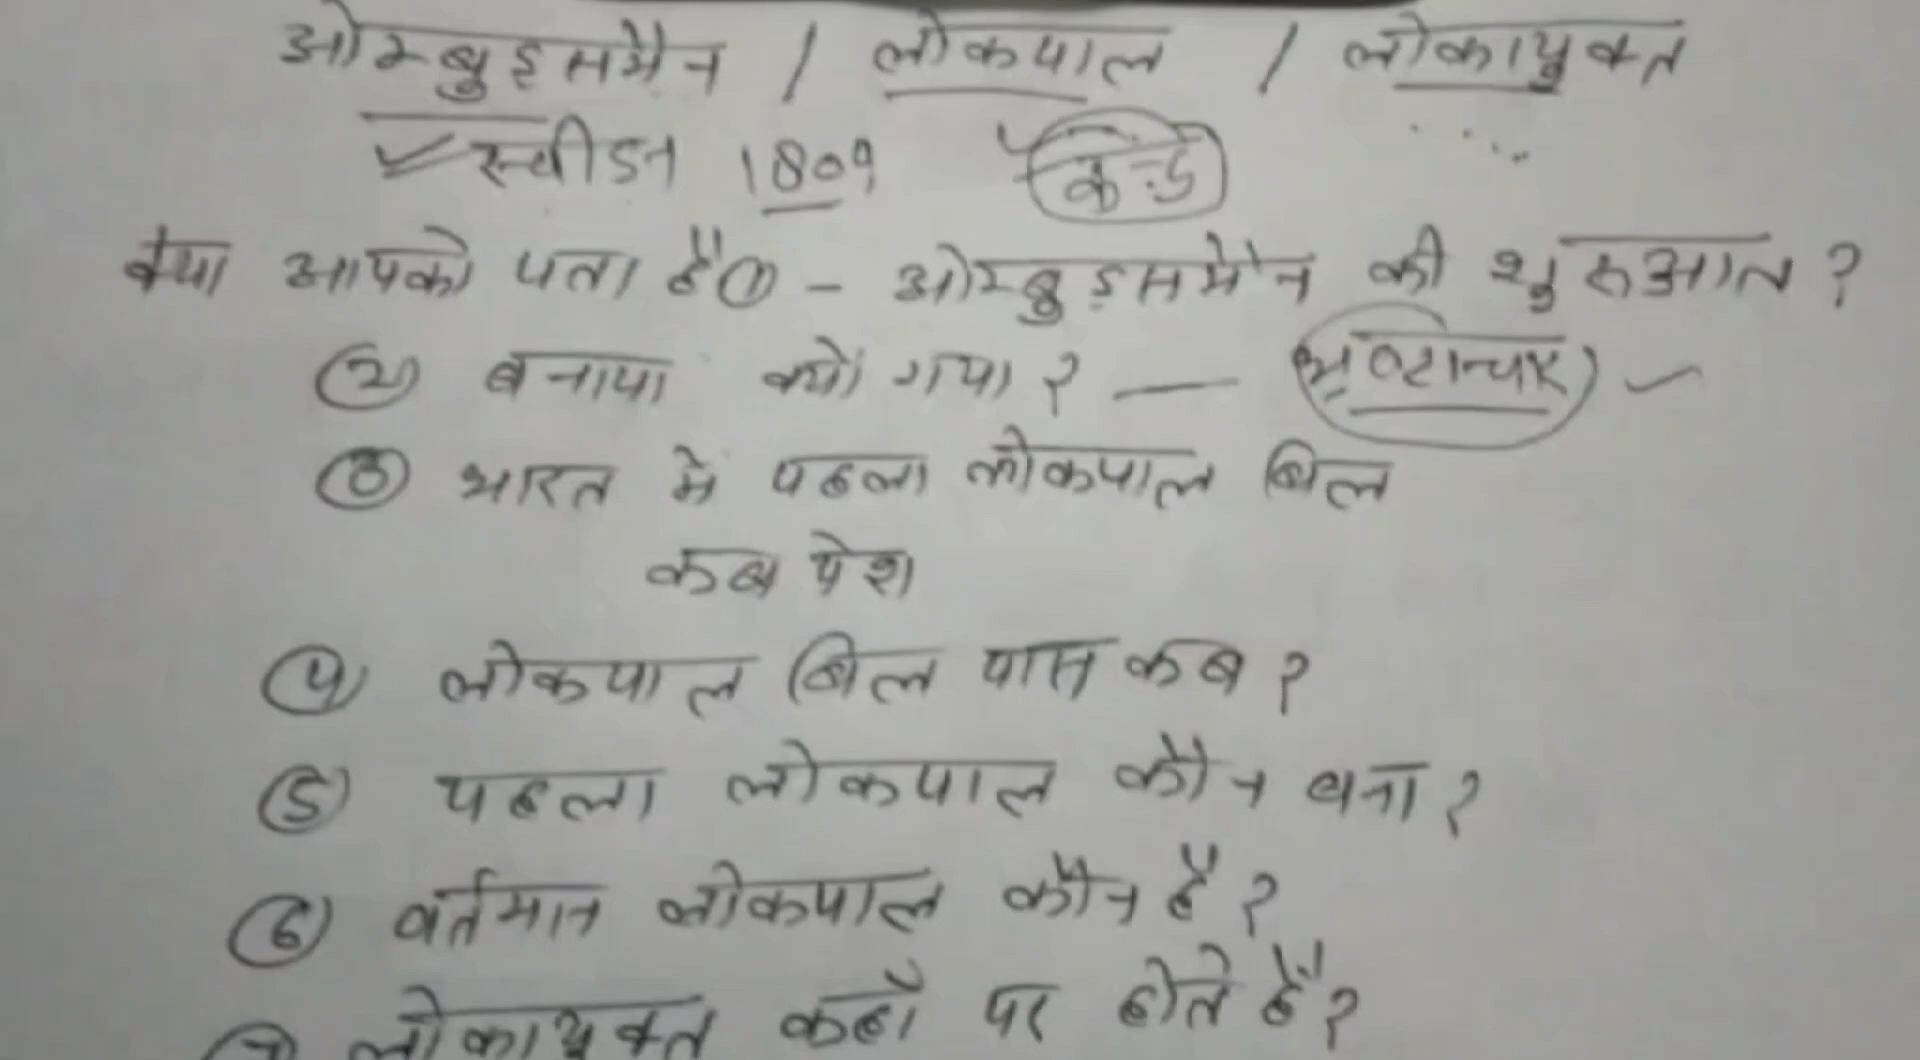 ओम्बुड्समैन / लोकपाल / लोकायुक्त
स्वीडन 1809
क्या आपको पता है ① - ओम्बुड्समैन की शुरुआत ?
② बनाया क्यों गया ? — भ्रष्टाचार
③ भारत में पहला लोकपाल बिल
कब पेश
④ लोकपाल बिल पास कब ?
⑤ पहला लोकपाल कौन बना ?
⑥ वर्तमान लोकपाल कौन है ?
लोकायुक्त कहाँ पर होते हैं ?